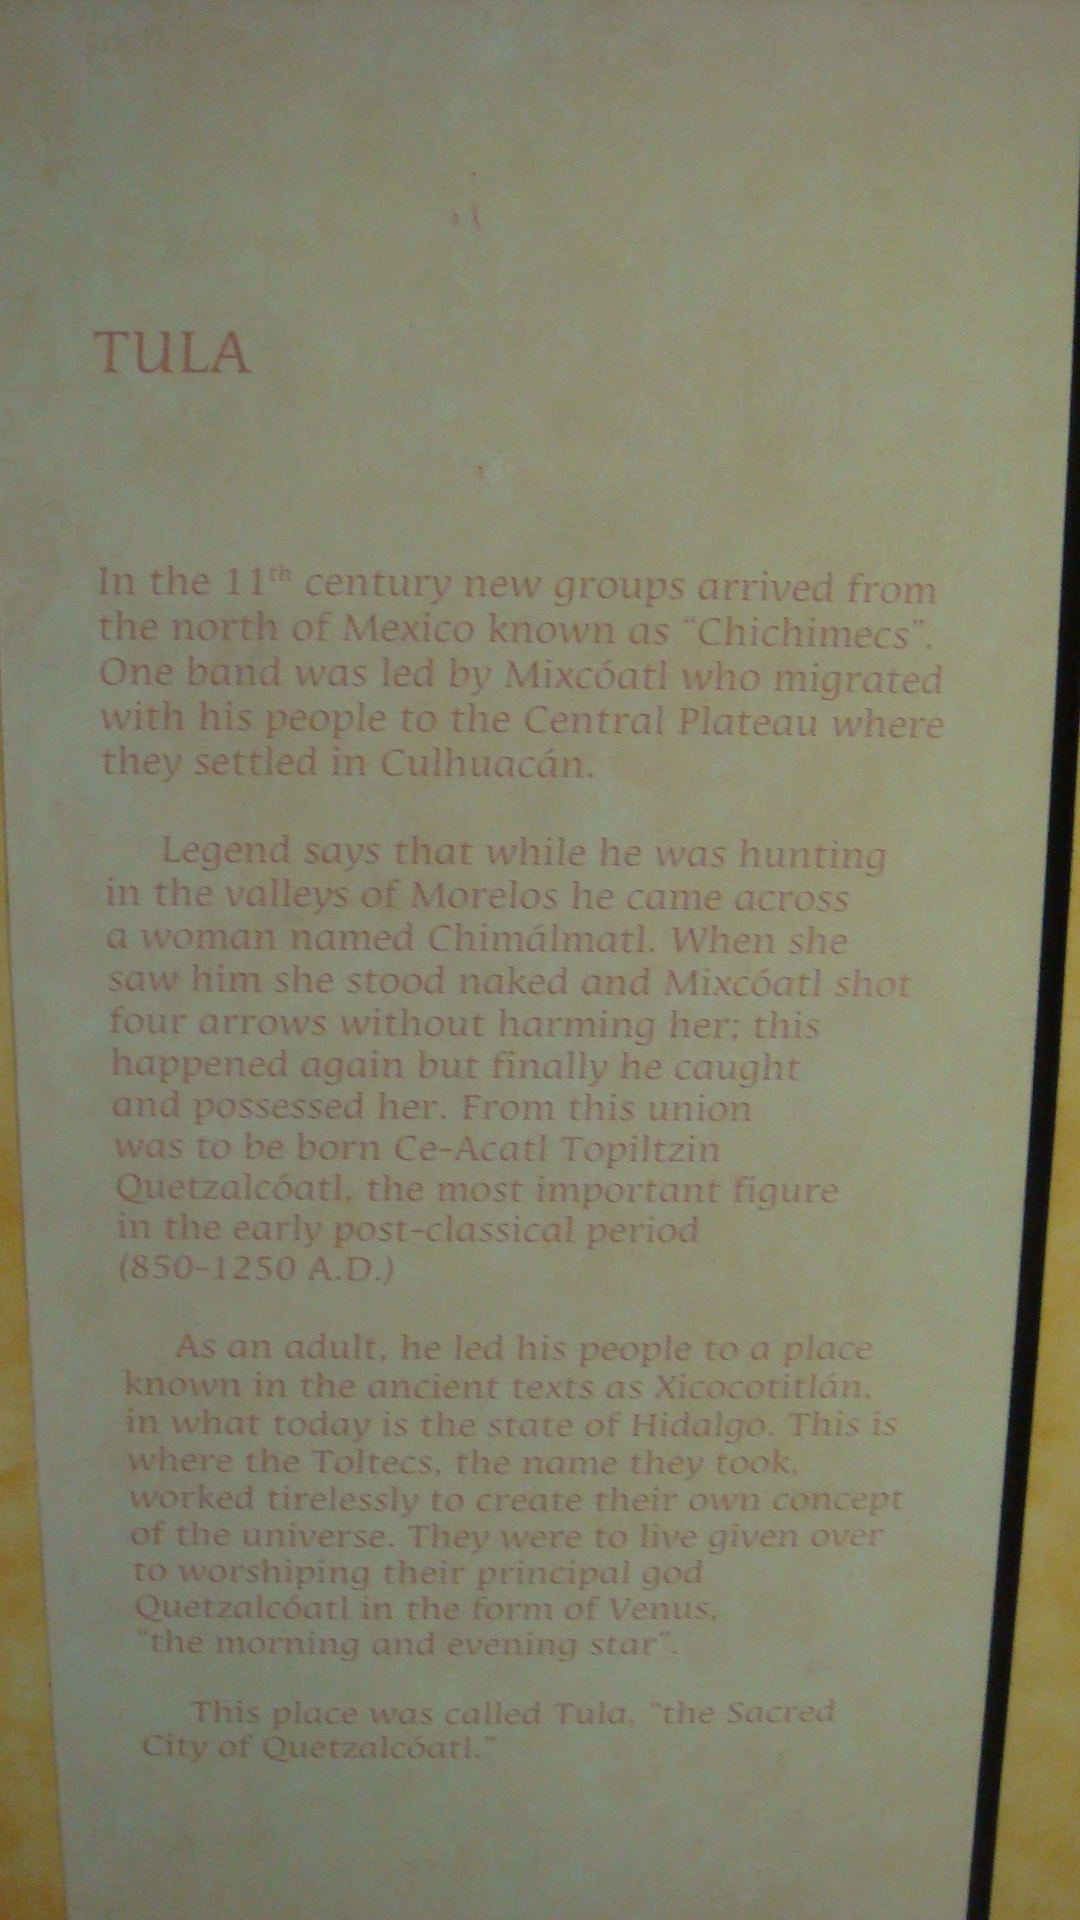 TULA
In the 11th century new groups arrived from
the north of Mexico known as "Chichimecs".
One band was led by Mixcóatl who migrated
with his people to the Central Plateau where
they settled in Culhuacán.
Legend says that while he was hunting
in the valleys of Morelos he came across
a woman named Chimálmatl. When she
saw him she stood naked and Mixcóatl shot
four arrows without harming her; this
happened again but finally he caught
and possessed her. From this union
was to be born Ce-Acatl Topiltzin
Quetzalcóatl, the most important figure
in the early post-classical period
(850-1250 A.D.)
As an adult, he led his people to a place
known in the ancient texts as Xicocotitlán,
in what today is the state of Hidalgo. This is
where the Toltecs, the name they took,
worked tirelessly to create their own concept
of the universe. They were to live given over
to worshiping their principal god
Quetzalcóatl in the form of Venus,
"the morning and evening star".
This place was called Tula, "the Sacred
City of Quetzalcóatl."